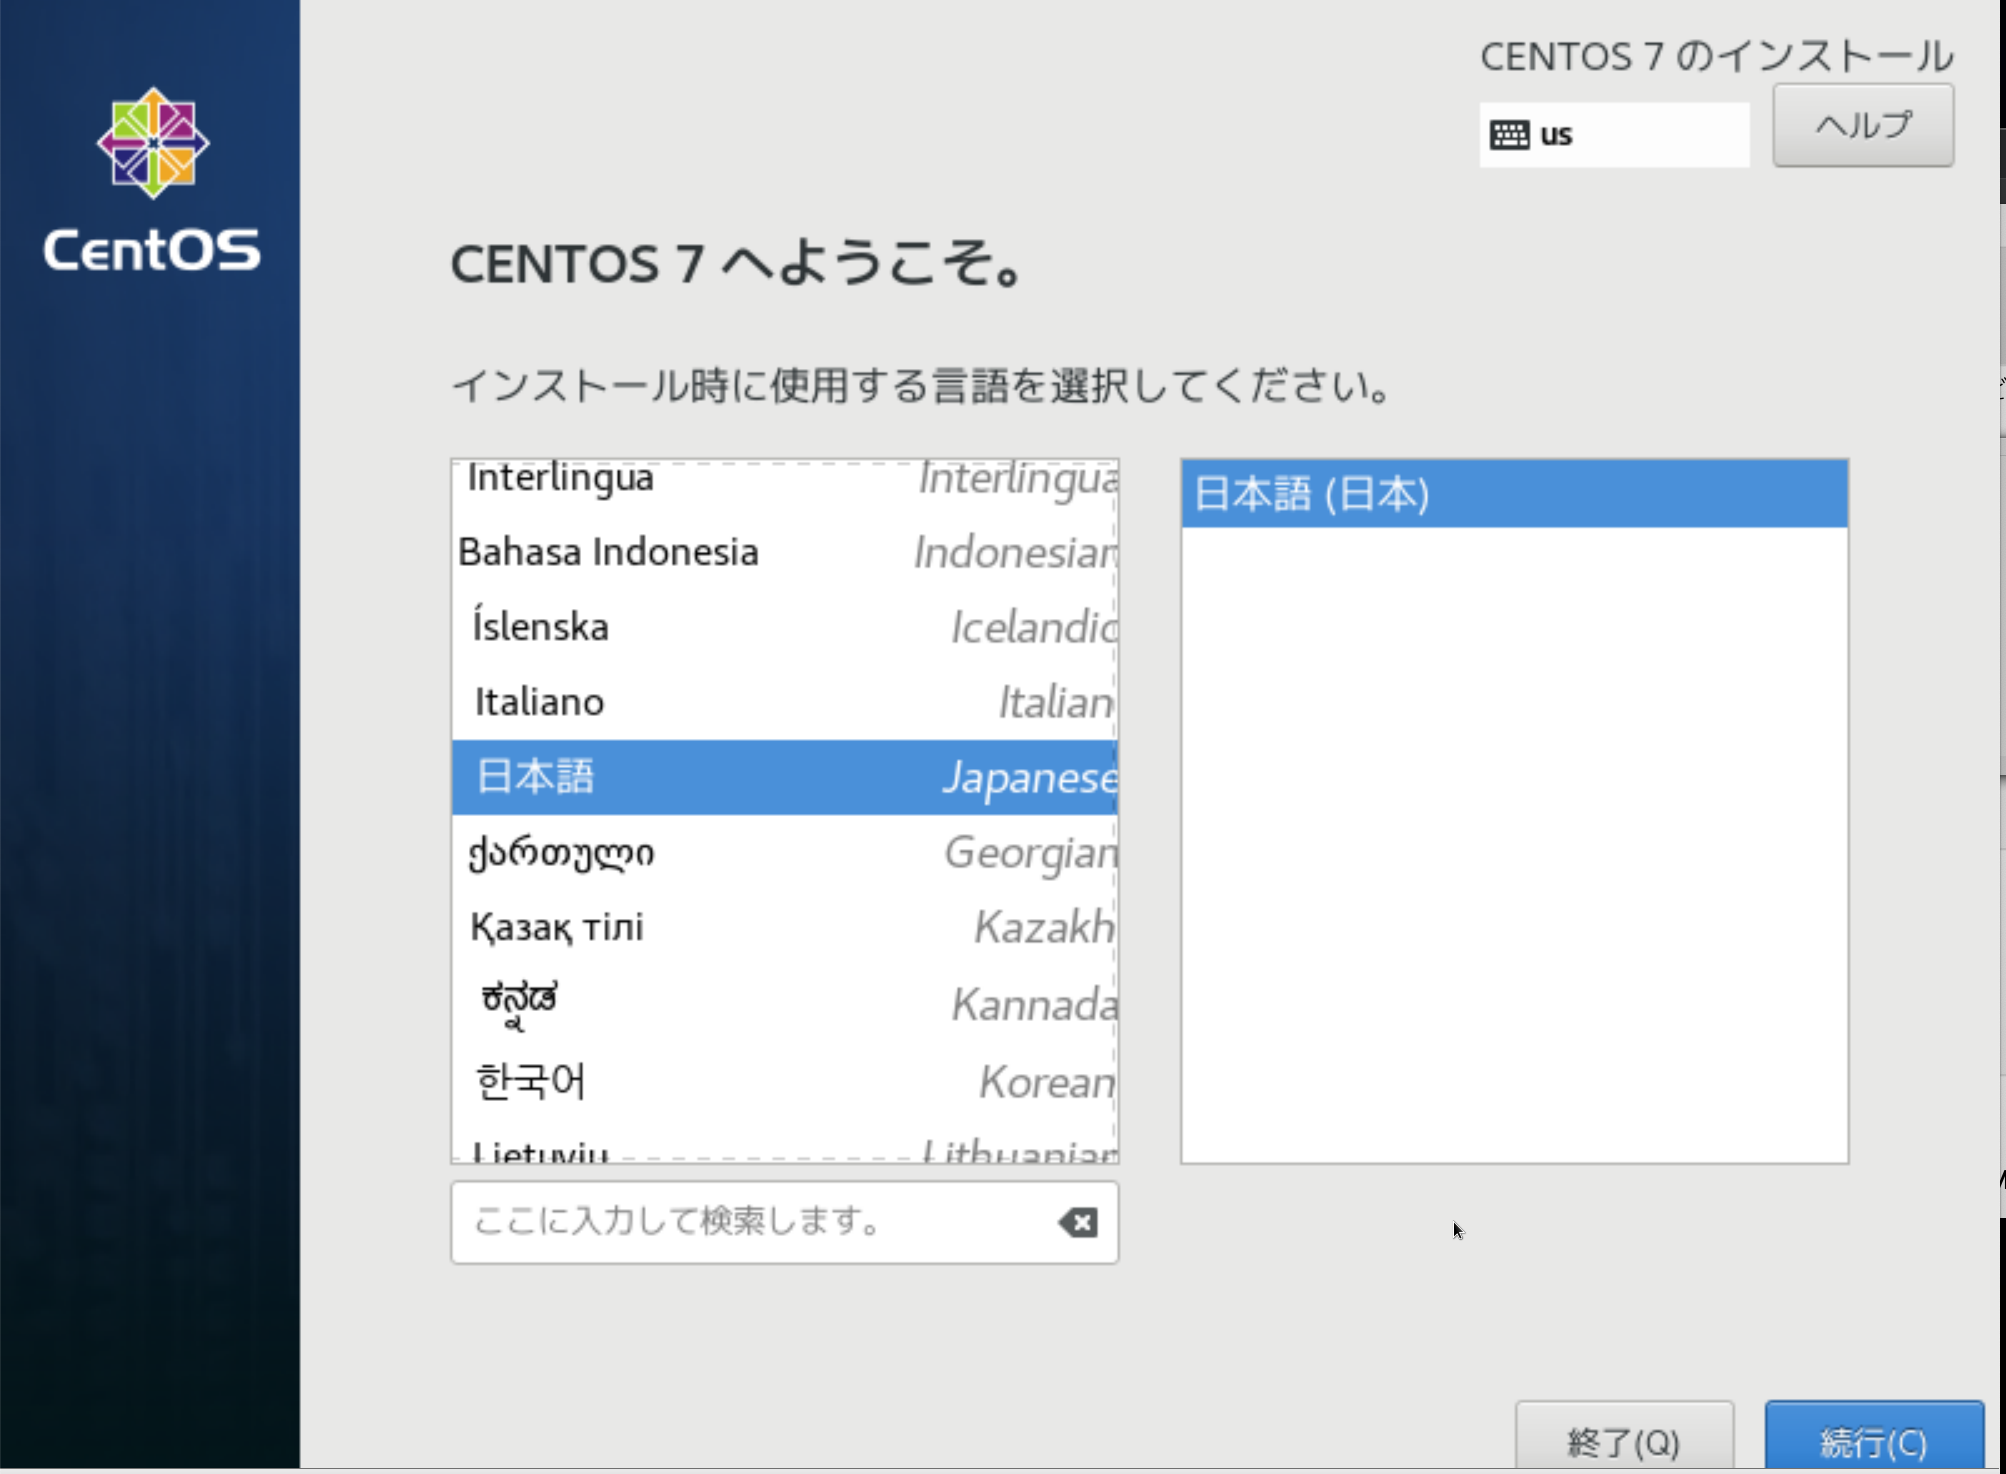 CentOS
CENTOS 7 のインストール
us
ヘルプ
CENTOS 7 へようこそ。
インストール時に使用する言語を選択してください。
Interlingua Interlingua
Bahasa Indonesia Indonesian
Íslenska Icelandic
Italiano Italian
日本語 Japanese
ქართული Georgian
Қазақ тілі Kazakh
ಕನ್ನಡ Kannada
한국어 Korean
Lietuvių Lithuanian
日本語 (日本)
ここに入力して検索します。
終了(Q)
続行(C)